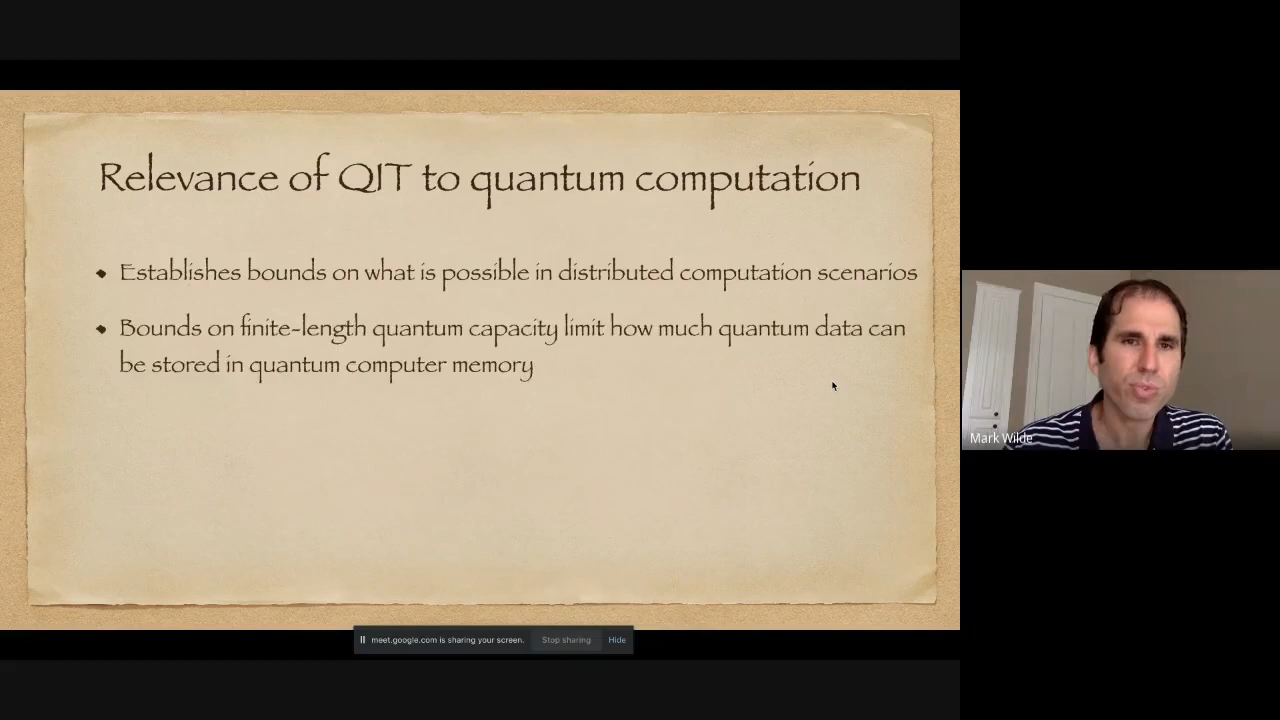 Relevance of QIT to quantum computation
Establishes bounds on what is possible in distributed computation scenarios
Bounds on finite-length quantum capacity limit how much quantum data can
be stored in quantum computer memory
Mark Wilde
meet.google.com is sharing your screen. Stop sharing Hide